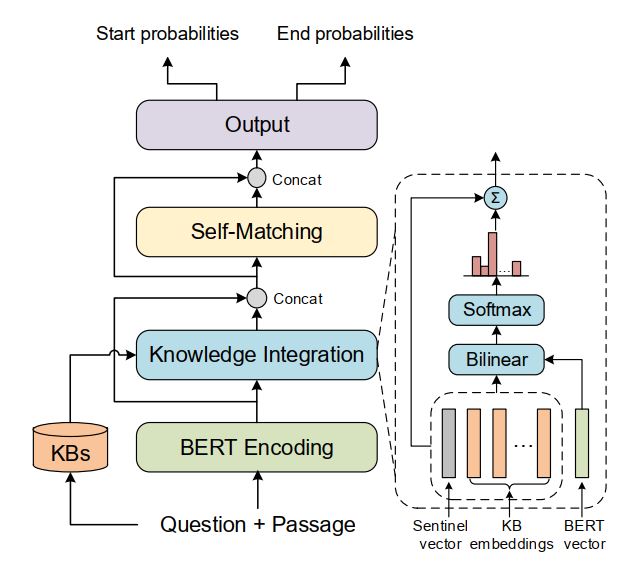 Start probabilities
End probabilities
Output
Concat
Self-Matching
Concat
Knowledge Integration
KBs
BERT Encoding
Question + Passage
Σ
...
Softmax
Bilinear
...
Sentinel
vector
KB
embeddings
BERT
vector